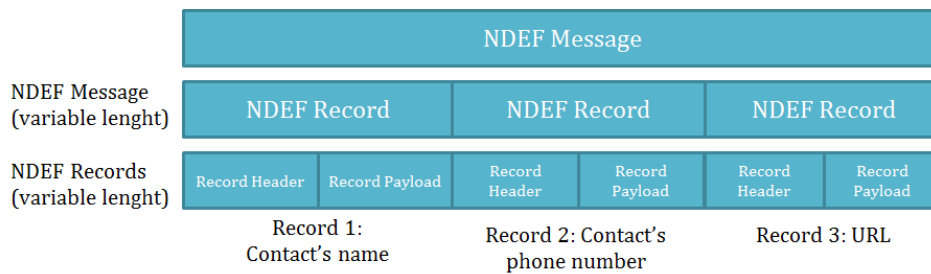 NDEF Message
NDEF Message
(variable lenght)
NDEF Record
NDEF Record
NDEF Record
NDEF Records
(variable lenght)
Record Header
Record Payload
Record
Header
Record
Payload
Record
Header
Record
Payload
Record 1:
Contact's name
Record 2: Contact's
phone number
Record 3: URL